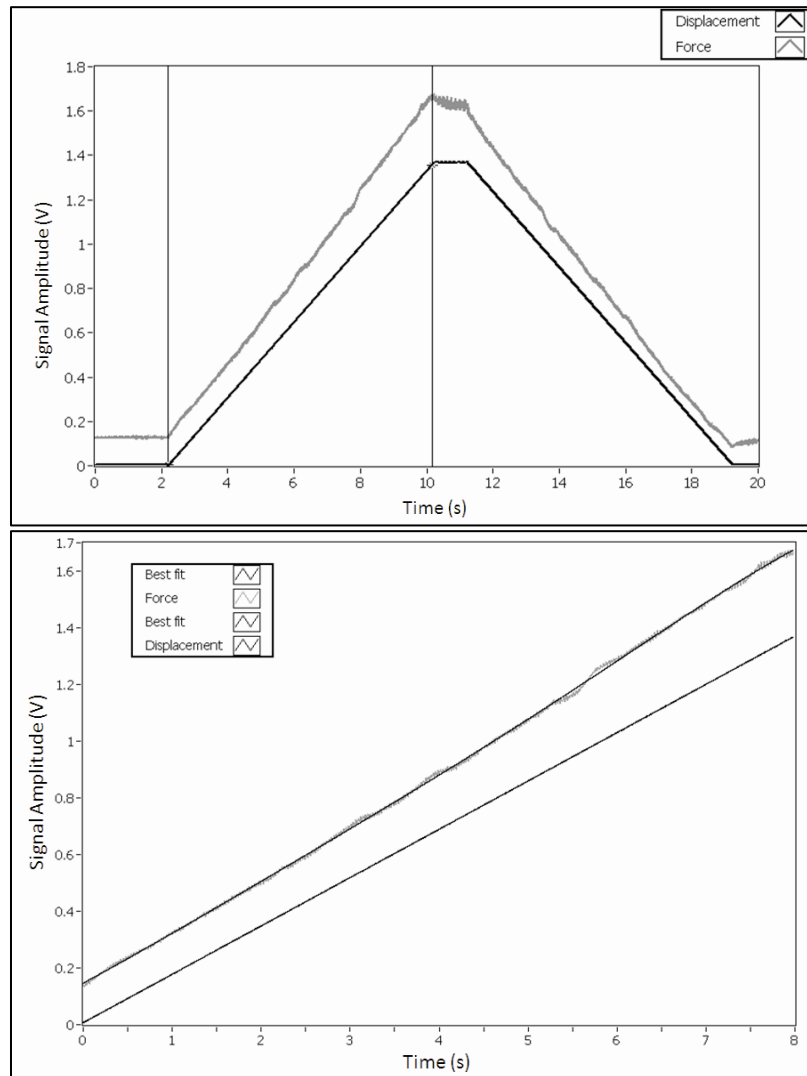 Displacement
Force
1.8
1.6
1.4
1.2
1
0.8
0.6
0.4
0.2
0
Signal Amplitude (V)
0 2 4 6 8 10 12 14 16 18 20
Time (s)
1.7
1.6
1.4
1.2
1
0.8
0.6
0.4
0.2
0
Signal Amplitude (V)
Best fit
Force
Best fit
Displacement
0 1 2 3 4 5 6 7 8
Time (s)